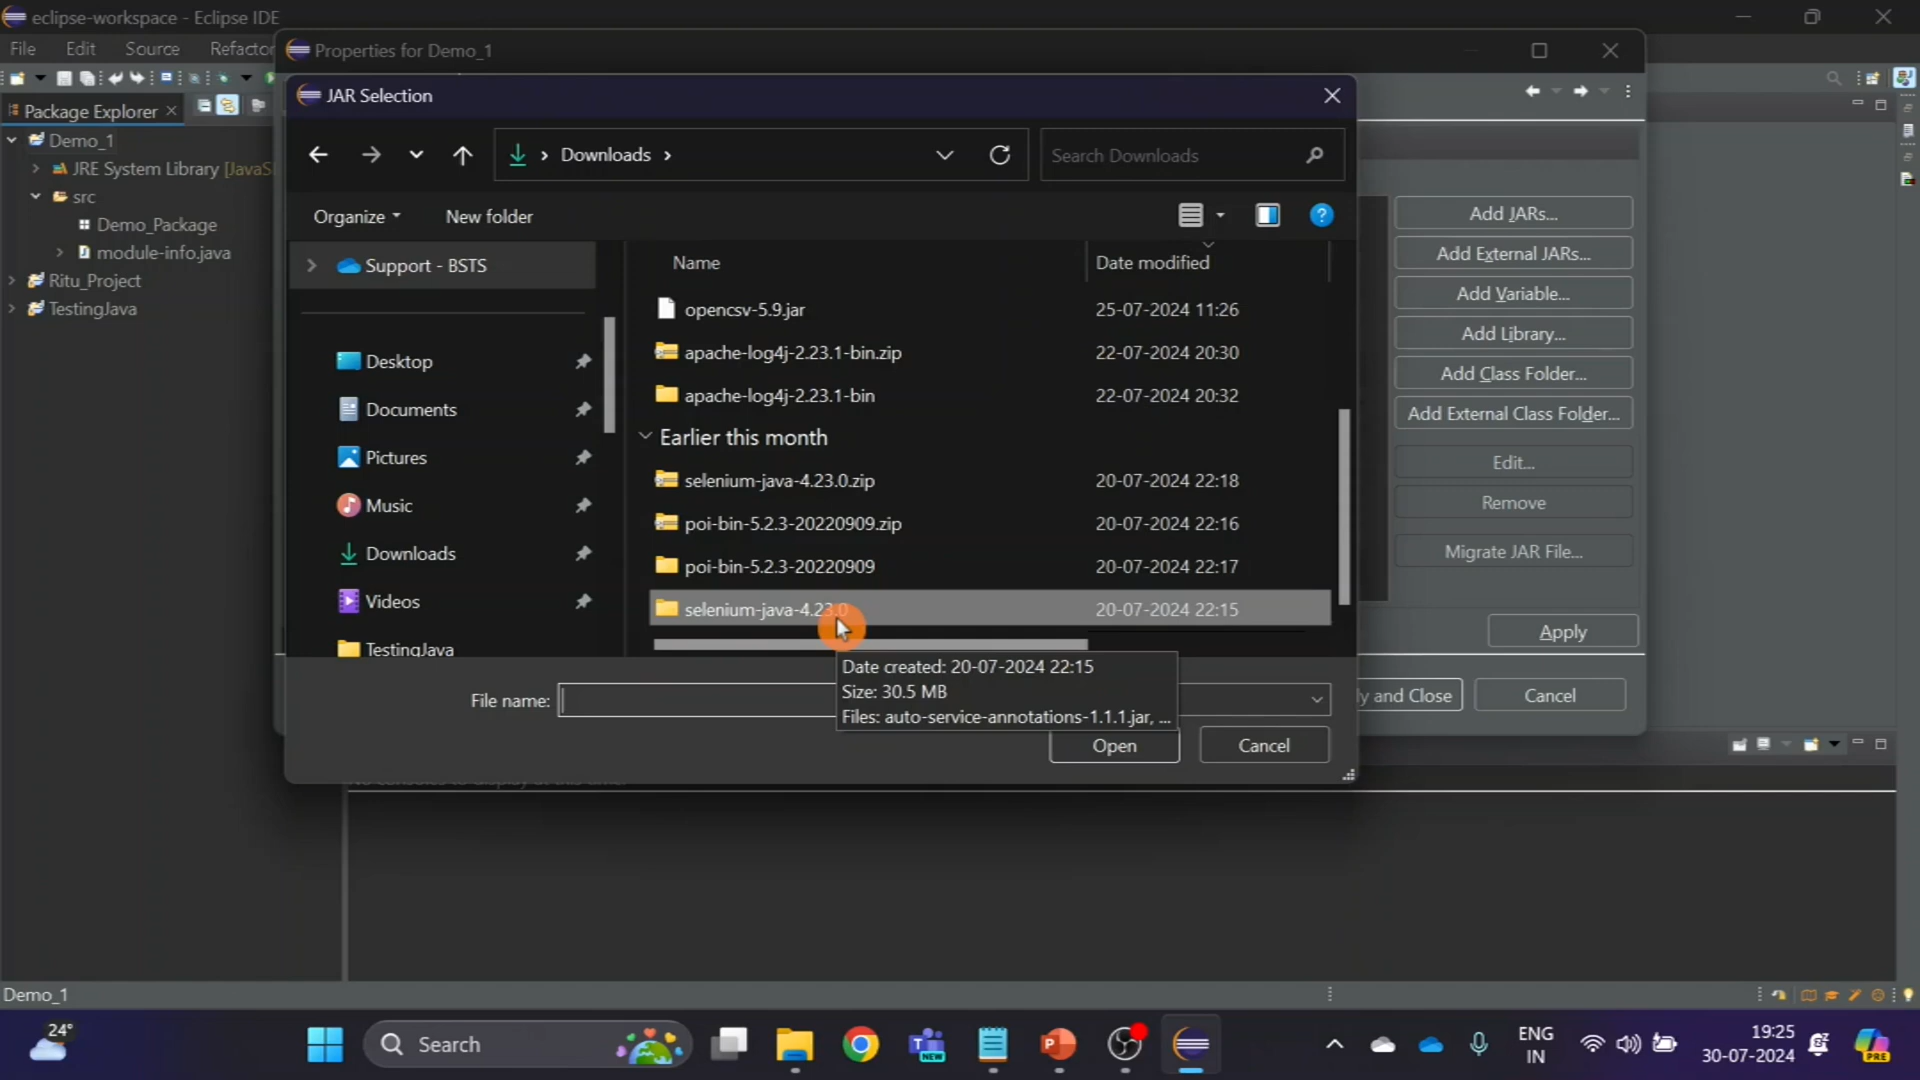 eclipse-workspace - Eclipse IDE
File Edit Source Refactor
Properties for Demo_1
Package Explorer
Demo_1
JRE System Library [JavaS
src
Demo_Package
module-info.java
Ritu_Project
TestingJava
JAR Selection
Downloads
Search Downloads
Organize
New folder
Support - BSTS
Desktop
Documents
Pictures
Music
Downloads
Videos
TestingJava
Name Date modified
opencsv-5.9.jar 25-07-2024 11:26
apache-log4j-2.23.1-bin.zip 22-07-2024 20:30
apache-log4j-2.23.1-bin 22-07-2024 20:32
Earlier this month
selenium-java-4.23.0.zip 20-07-2024 22:18
poi-bin-5.2.3-20220909.zip 20-07-2024 22:16
poi-bin-5.2.3-20220909 20-07-2024 22:17
selenium-java-4.23.0 20-07-2024 22:15
Date created: 20-07-2024 22:15
Size: 30.5 MB
Files: auto-service-annotations-1.1.1.jar, ...
File name:
Open
Cancel
Add JARs...
Add External JARs...
Add Variable...
Add Library...
Add Class Folder...
Add External Class Folder...
Edit...
Remove
Migrate JAR File...
Apply
y and Close
Cancel
Demo_1
24°
Search
NEW
ENG
IN
19:25
30-07-2024
PRE